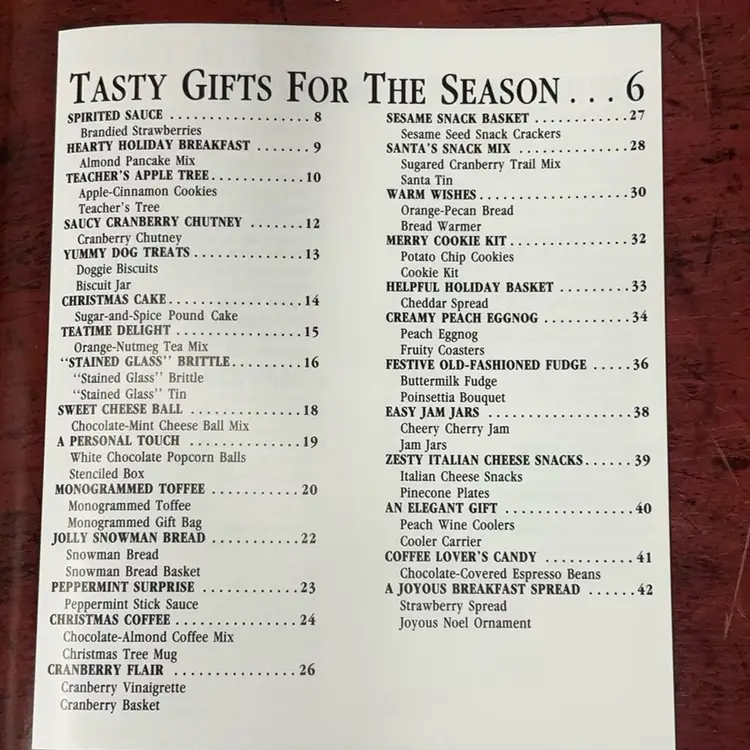 TASTY GIFTS FOR THE SEASON . . . 6
SPIRITED SAUCE . . . . . . . . . . . . . . . . . . 8
Brandied Strawberries
HEARTY HOLIDAY BREAKFAST . . . . . . . 9
Almond Pancake Mix
TEACHER'S APPLE TREE . . . . . . . . . . . . 10
Apple-Cinnamon Cookies
Teacher's Tree
SAUCY CRANBERRY CHUTNEY . . . . . . . 12
Cranberry Chutney
YUMMY DOG TREATS . . . . . . . . . . . . . . 13
Doggie Biscuits
Biscuit Jar
CHRISTMAS CAKE . . . . . . . . . . . . . . . . . 14
Sugar-and-Spice Pound Cake
TEATIME DELIGHT . . . . . . . . . . . . . . . . 15
Orange-Nutmeg Tea Mix
"STAINED GLASS" BRITTLE . . . . . . . . . 16
"Stained Glass" Brittle
"Stained Glass" Tin
SWEET CHEESE BALL . . . . . . . . . . . . . . 18
Chocolate-Mint Cheese Ball Mix
A PERSONAL TOUCH . . . . . . . . . . . . . . 19
White Chocolate Popcorn Balls
Stenciled Box
MONOGRAMMED TOFFEE . . . . . . . . . . . 20
Monogrammed Toffee
Monogrammed Gift Bag
JOLLY SNOWMAN BREAD . . . . . . . . . . . 22
Snowman Bread
Snowman Bread Basket
PEPPERMINT SURPRISE . . . . . . . . . . . . 23
Peppermint Stick Sauce
CHRISTMAS COFFEE . . . . . . . . . . . . . . . 24
Chocolate-Almond Coffee Mix
Christmas Tree Mug
CRANBERRY FLAIR . . . . . . . . . . . . . . . 26
Cranberry Vinaigrette
Cranberry Basket
SESAME SNACK BASKET . . . . . . . . . . . . 27
Sesame Seed Snack Crackers
SANTA'S SNACK MIX . . . . . . . . . . . . . . 28
Sugared Cranberry Trail Mix
Santa Tin
WARM WISHES . . . . . . . . . . . . . . . . . . . 30
Orange-Pecan Bread
Bread Warmer
MERRY COOKIE KIT . . . . . . . . . . . . . . . 32
Potato Chip Cookies
Cookie Kit
HELPFUL HOLIDAY BASKET . . . . . . . . . 33
Cheddar Spread
CREAMY PEACH EGGNOG . . . . . . . . . . . 34
Peach Eggnog
Fruity Coasters
FESTIVE OLD-FASHIONED FUDGE . . . . . 36
Buttermilk Fudge
Poinsettia Bouquet
EASY JAM JARS . . . . . . . . . . . . . . . . . . 38
Cheery Cherry Jam
Jam Jars
ZESTY ITALIAN CHEESE SNACKS . . . . . . 39
Italian Cheese Snacks
Pinecone Plates
AN ELEGANT GIFT . . . . . . . . . . . . . . . . 40
Peach Wine Coolers
Cooler Carrier
COFFEE LOVER'S CANDY . . . . . . . . . . . . 41
Chocolate-Covered Espresso Beans
A JOYOUS BREAKFAST SPREAD . . . . . . 42
Strawberry Spread
Joyous Noel Ornament